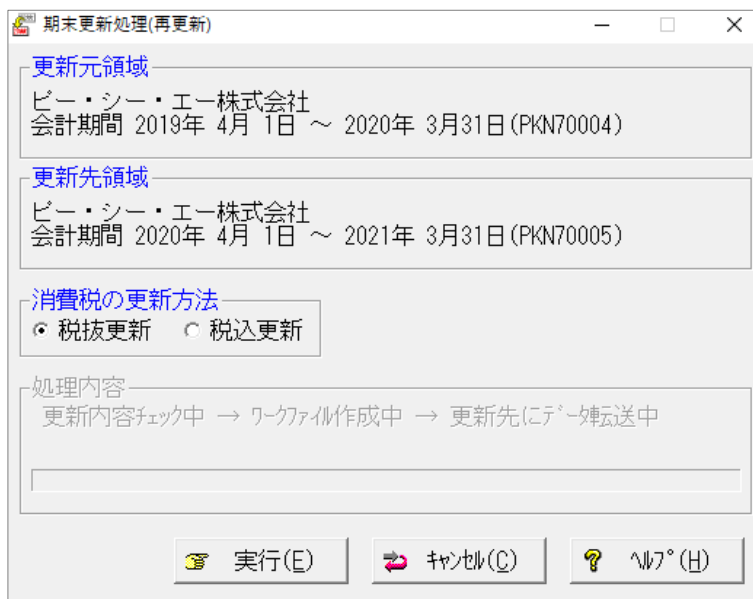 期末更新処理(再更新)
更新元領域
ピー・シー・エー株式会社
会計期間 2019年 4月 1日 ～ 2020年 3月31日(PKN70004)
更新先領域
ピー・シー・エー株式会社
会計期間 2020年 4月 1日 ～ 2021年 3月31日(PKN70005)
消費税の更新方法
税抜更新 税込更新
処理内容
更新内容ﾁｪｯｸ中 → ﾜｰｸﾌｧｲﾙ作成中 → 更新先にﾃﾞｰﾀ転送中
実行(E) ｷｬﾝｾﾙ(C) ﾍﾙﾌﾟ(H)